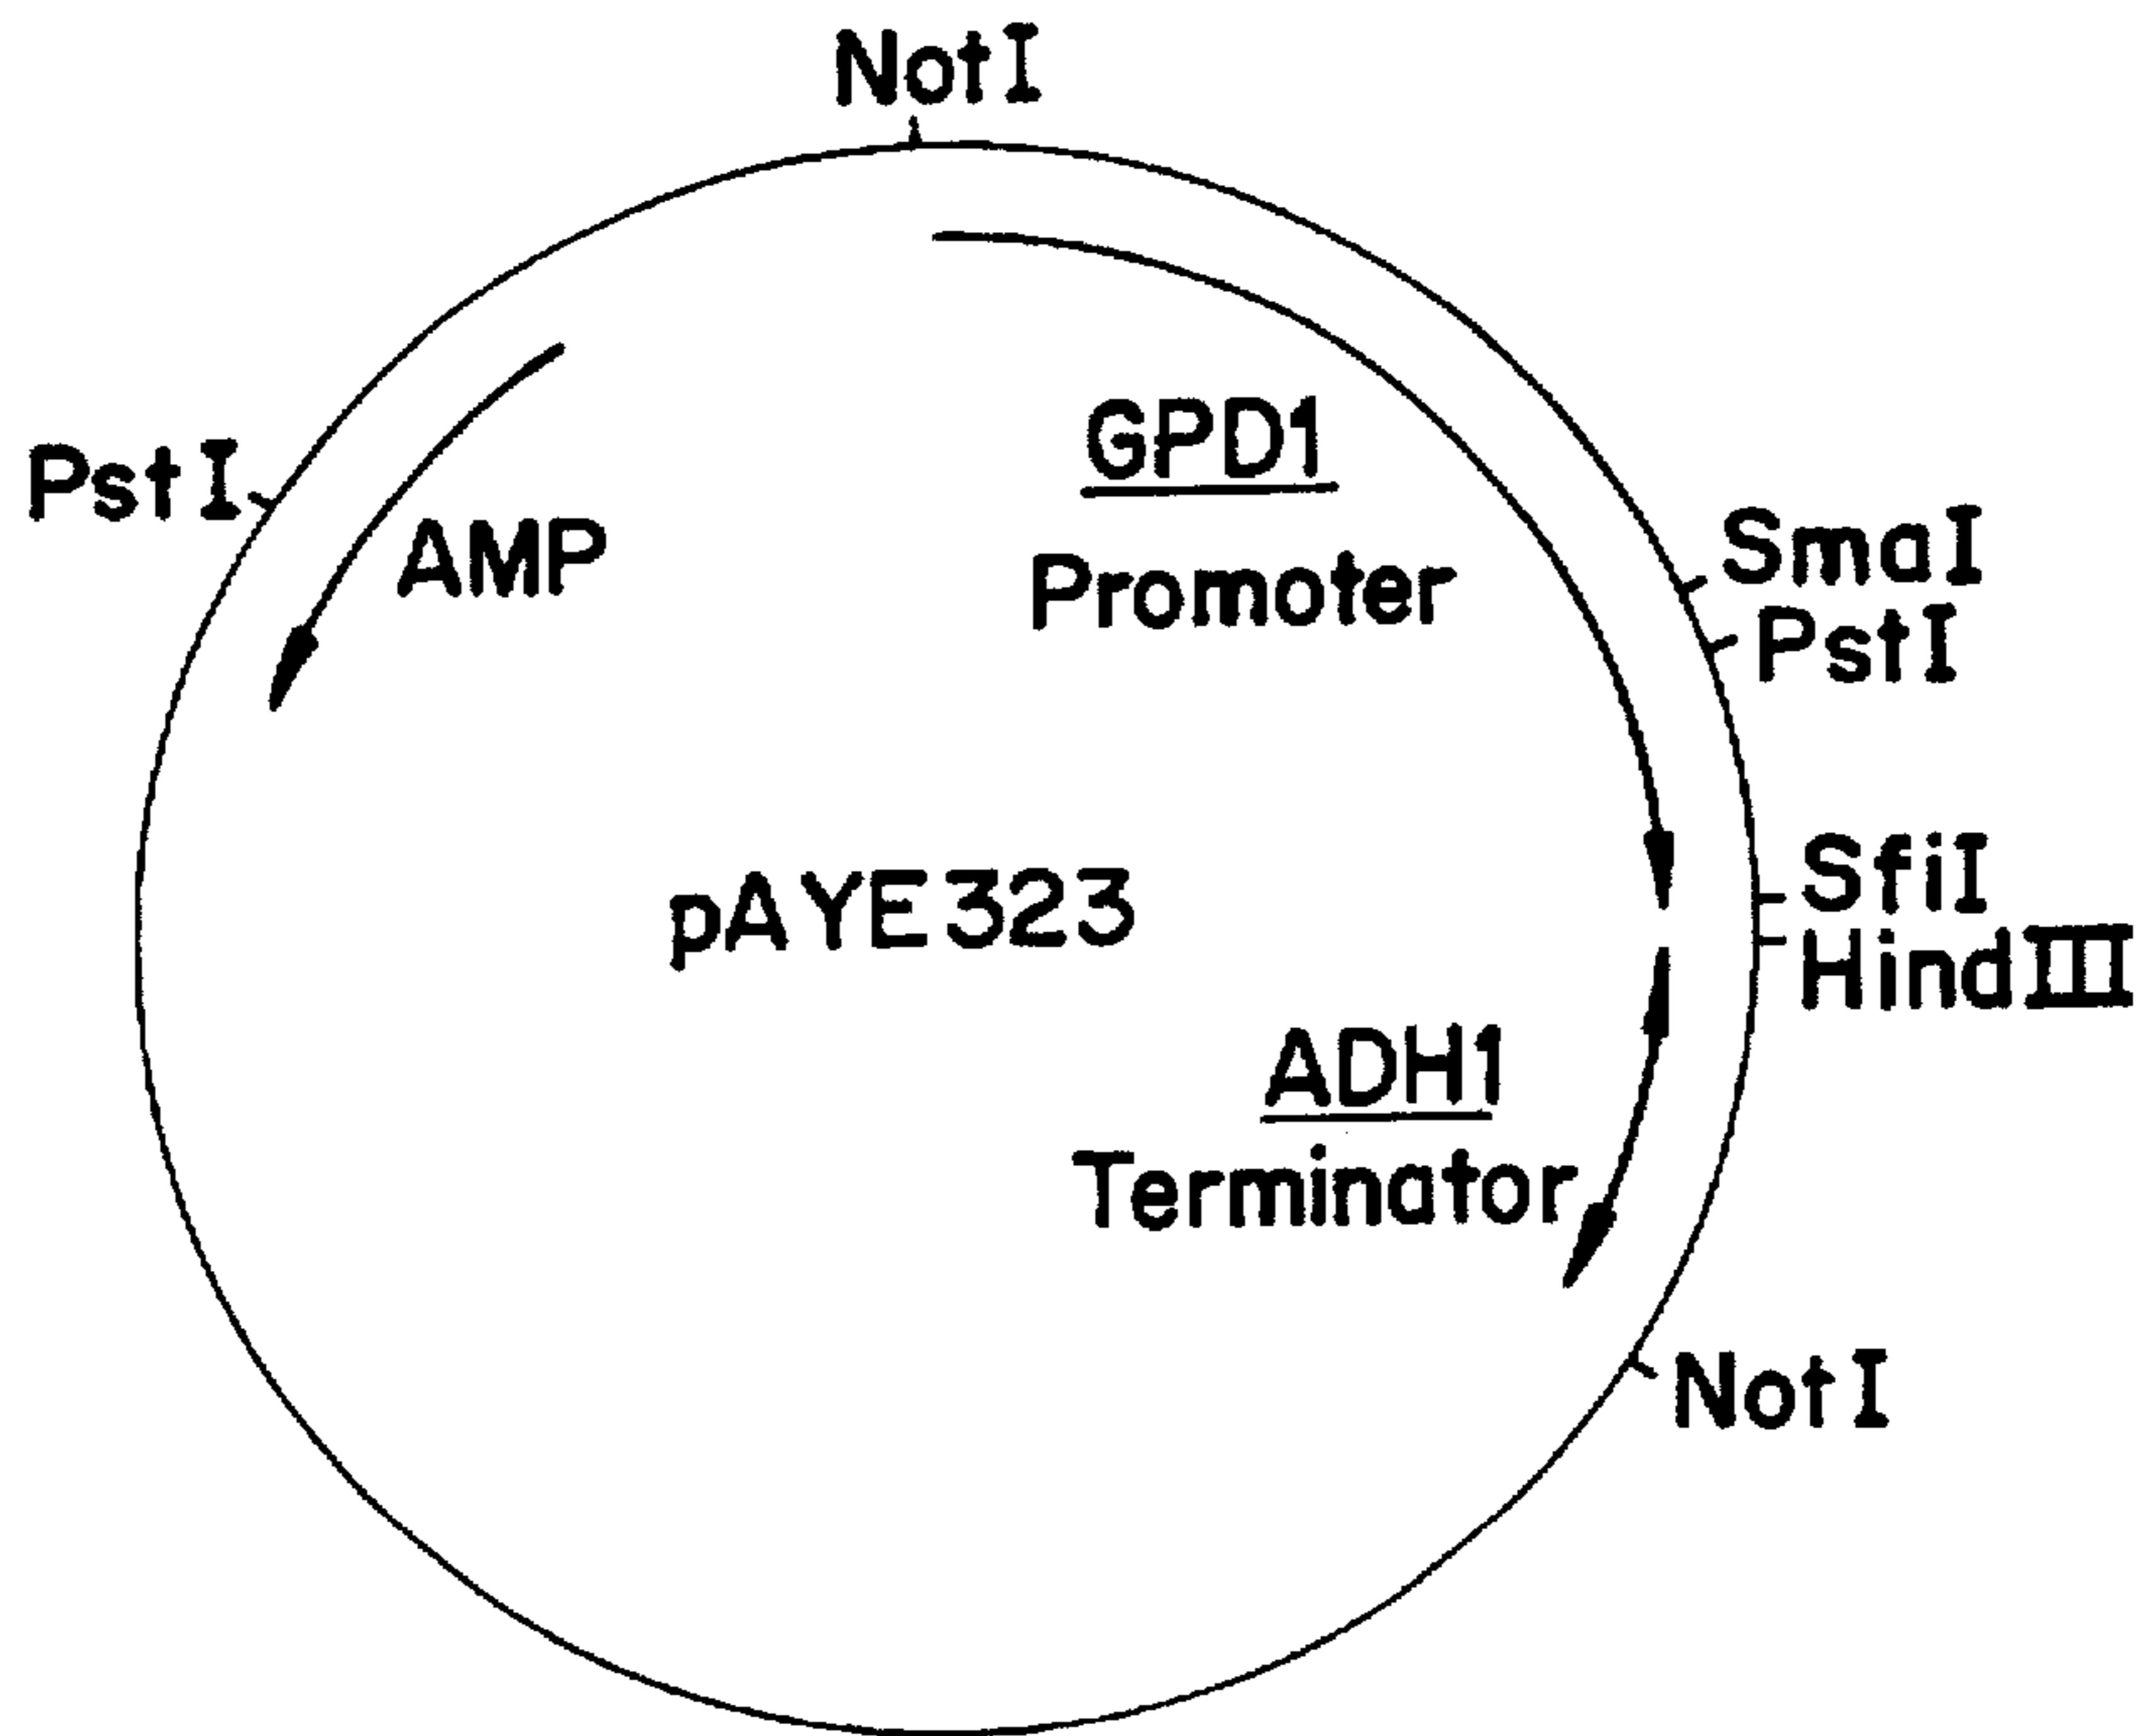 NotI
GPD1
Promoter
PstI
AMP
SmaI
PstI
pAYE323
SfiI
HindIII
ADH1
Terminator
NotI